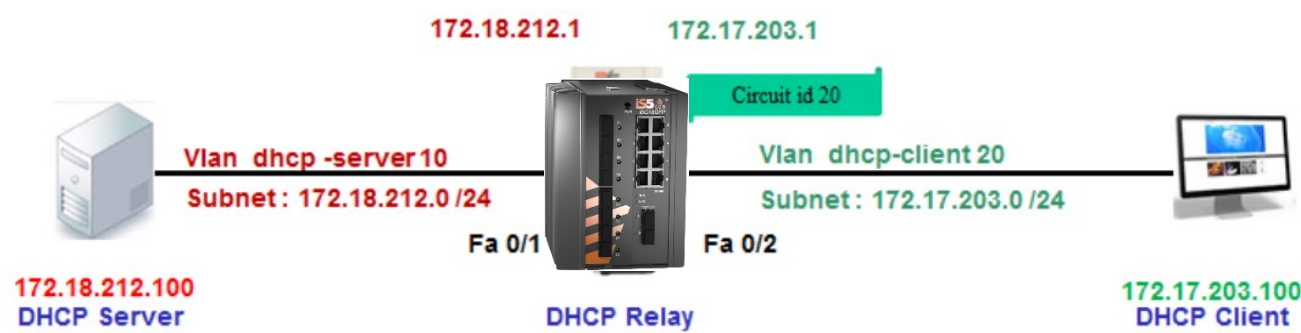 172.18.212.1
172.17.203.1
iS5
Circuit id 20
Vlan dhcp -server10
Subnet : 172.18.212.0 /24
Vlan dhcp-client 20
Subnet : 172.17.203.0 /24
Fa 0/1
Fa 0/2
172.18.212.100
DHCP Server
DHCP Relay
172.17.203.100
DHCP Client